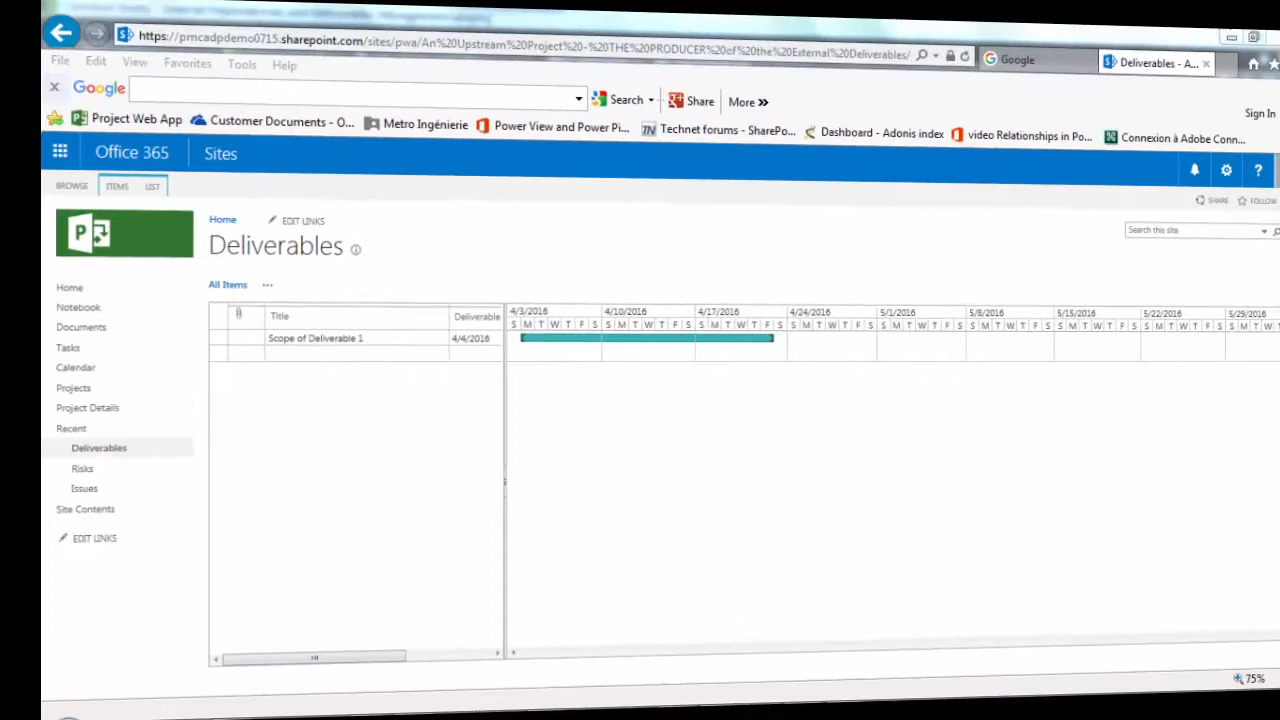 https://pmcadpdemo0715.sharepoint.com/sites/pwa/An%20Upstream%20Project%20-%20THE%20PRODUCER%20of%20the%20External%20Deliverables/
Google
Deliverables - A...
File Edit View Favorites Tools Help
Google Search Share More »
Sign In
Project Web App Customer Documents - O... Metro Ingénierie Power View and Power Pi... Technet forums - SharePo... Dashboard - Adonis index video Relationships in Po... Connexion à Adobe Conn...
Office 365 Sites
BROWSE ITEMS LIST
SHARE FOLLOW
Home EDIT LINKS
Search this site
Deliverables
All Items ...
Home
Notebook
Documents
Tasks
Calendar
Projects
Project Details
Recent
Deliverables
Risks
Issues
Site Contents
EDIT LINKS
Title Deliverable
4/3/2016 4/10/2016 4/17/2016 4/24/2016 5/1/2016 5/8/2016 5/15/2016 5/22/2016 5/29/2016
S M T W T F S S M T W T F S S M T W T F S S M T W T F S S M T W T F S S M T W T F S S M T W T F S S M T W T F S S M T W
Scope of Deliverable 1 4/4/2016
75%